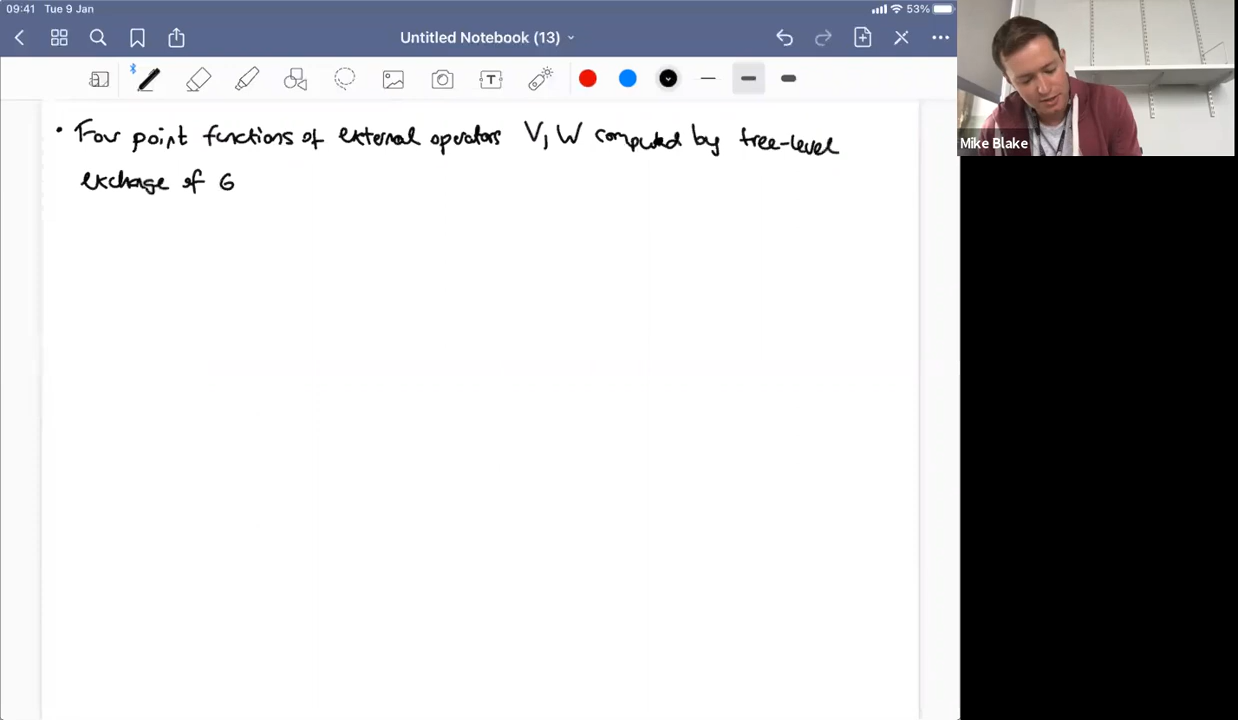 09:41 Tue 9 Jan
53%
Untitled Notebook (13)
T
Mike Blake
• Four point functions of external operators V, W computed by tree-level
exchange of G